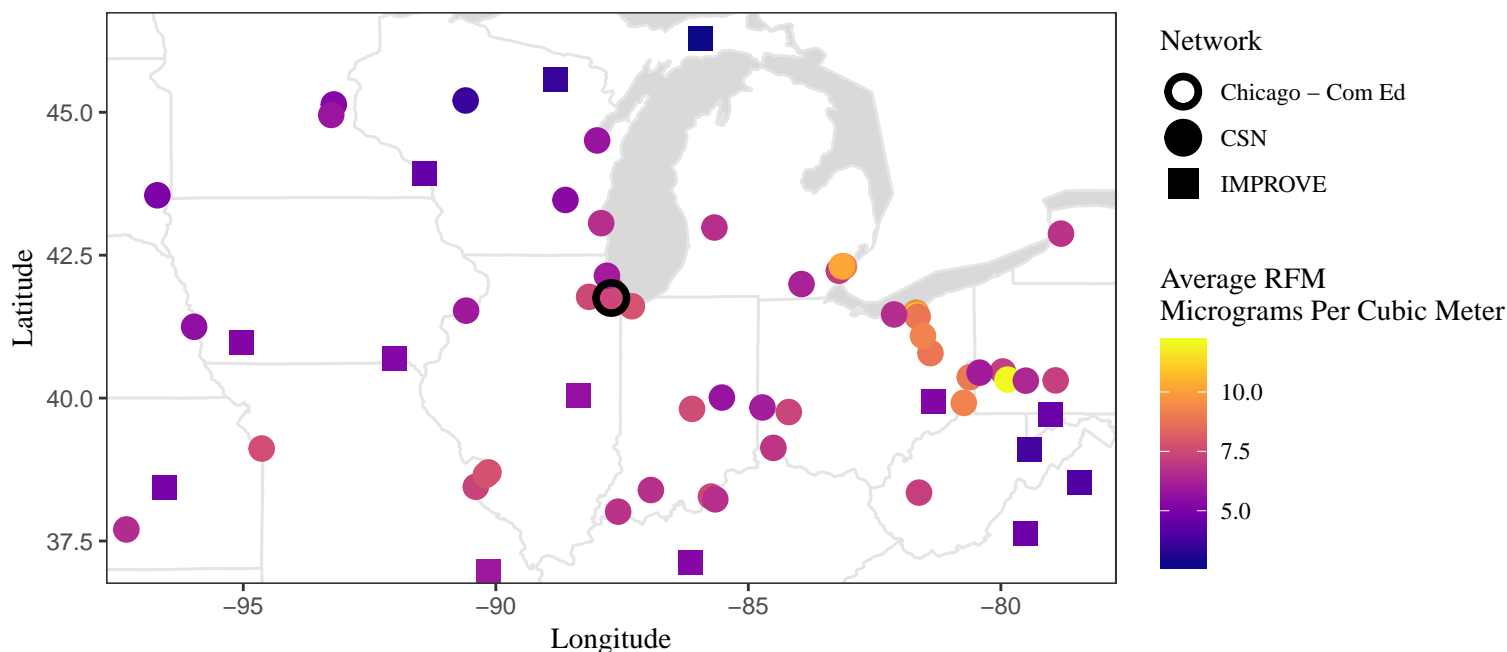 45.0
42.5
40.0
37.5
Latitude
−95
−90
−85
−80
Longitude
Network
Chicago – Com Ed
CSN
IMPROVE
Average RFM
Micrograms Per Cubic Meter
10.0
7.5
5.0